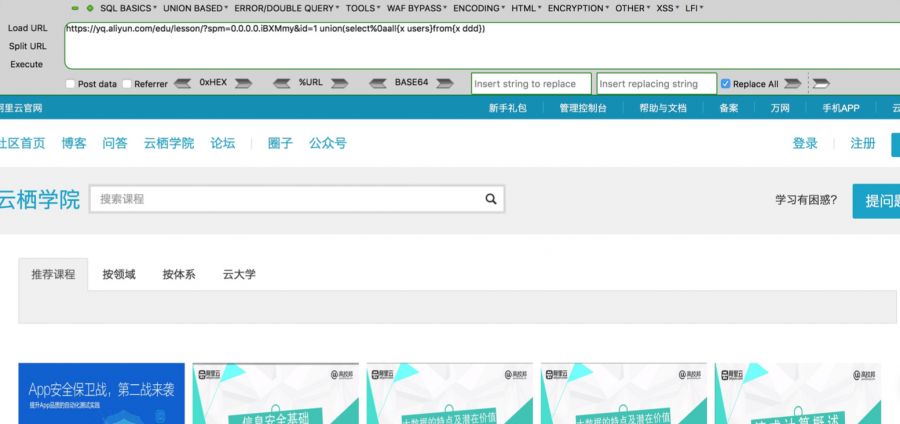 SQL BASICS UNION BASED ERROR/DOUBLE QUERY TOOLS WAF BYPASS ENCODING HTML ENCRYPTION OTHER XSS LFI
Load URL https://yq.aliyun.com/edu/lesson/?spm=0.0.0.0.iBXMmy&id=1 union(select%0aall{x users}from{x ddd})
Split URL
Execute
Post data Referrer 0xHEX %URL BASE64 Insert string to replace Insert replacing string Replace All
阿里云官网 新手礼包 管理控制台 帮助与文档 备案 万网 手机APP 云
社区首页 博客 问答 云栖学院 论坛 圈子 公众号 登录 注册
云栖学院 搜索课程 学习有困惑? 提问题
推荐课程 按领域 按体系 云大学
阿里云 @高校邦 阿里云 @高校邦 阿里云 @高校邦 阿里云 @高校邦
App安全保卫战，第二战来袭
提升App品质的自动化测试实践
信息安全基础 大数据的特点及潜在价值 大数据的特点及潜在价值